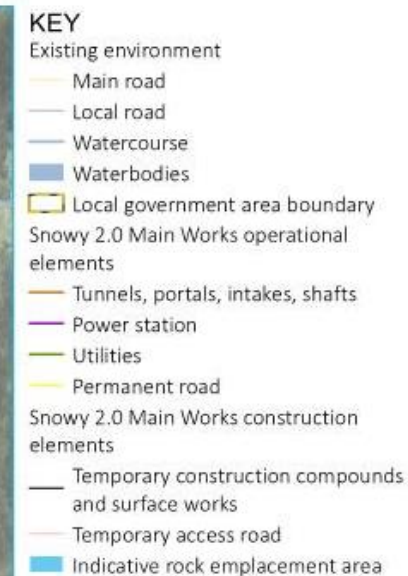 KEY
Existing environment
Main road
Local road
Watercourse
Waterbodies
Local government area boundary
Snowy 2.0 Main Works operational
elements
Tunnels, portals, intakes, shafts
Power station
Utilities
Permanent road
Snowy 2.0 Main Works construction
elements
Temporary construction compounds
and surface works
Temporary access road
Indicative rock emplacement area